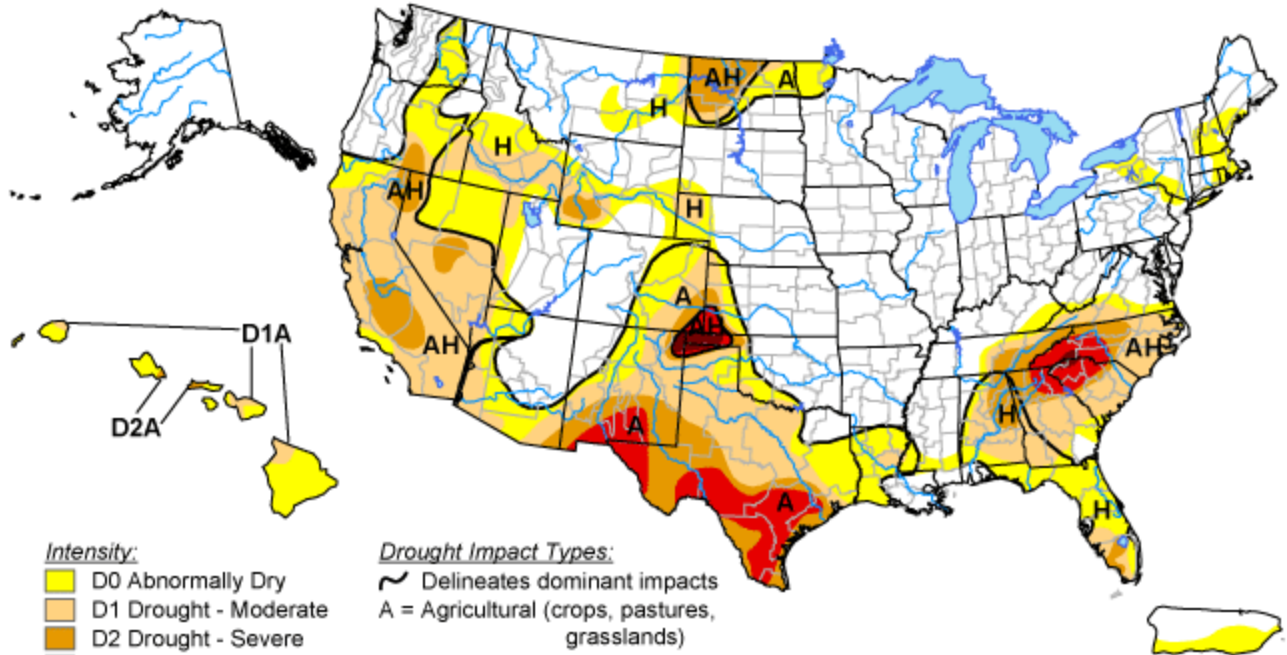 AH
A
H
H
AH
H
A
AH
AH
D1A
D2A
AH
H
A
A
H
Intensity:
D0 Abnormally Dry
D1 Drought - Moderate
D2 Drought - Severe
Drought Impact Types:
Delineates dominant impacts
A = Agricultural (crops, pastures,
grasslands)